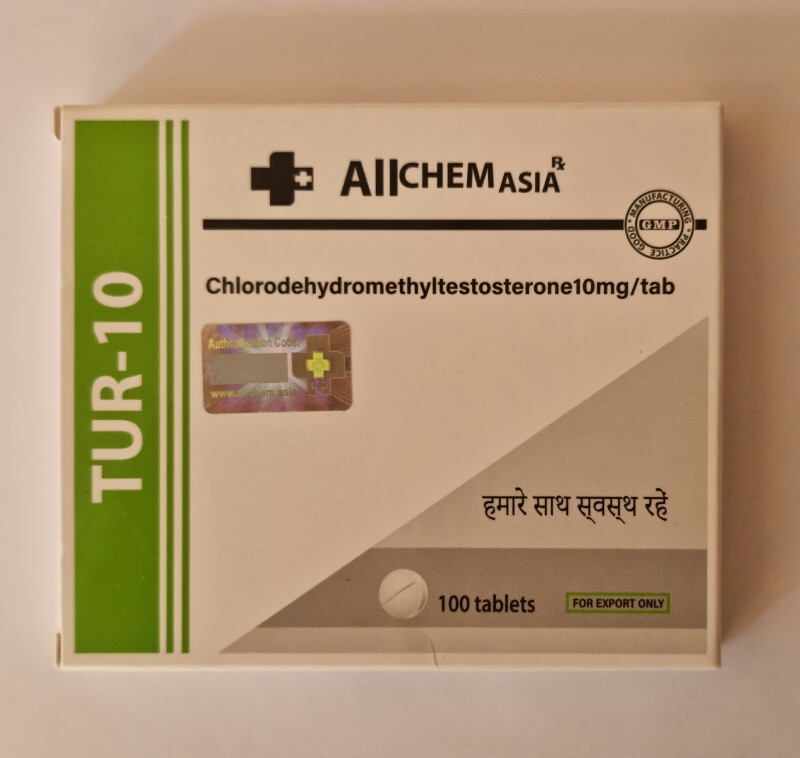 AllCHEM ASIA Rx
GOOD MANUFACTURING PRACTICE
GMP
Chlorodehydromethyltestosterone10mg/tab
TUR-10
Authentication Code:
हमारे साथ स्‌वस्‌थ रहें
100 tablets
FOR EXPORT ONLY